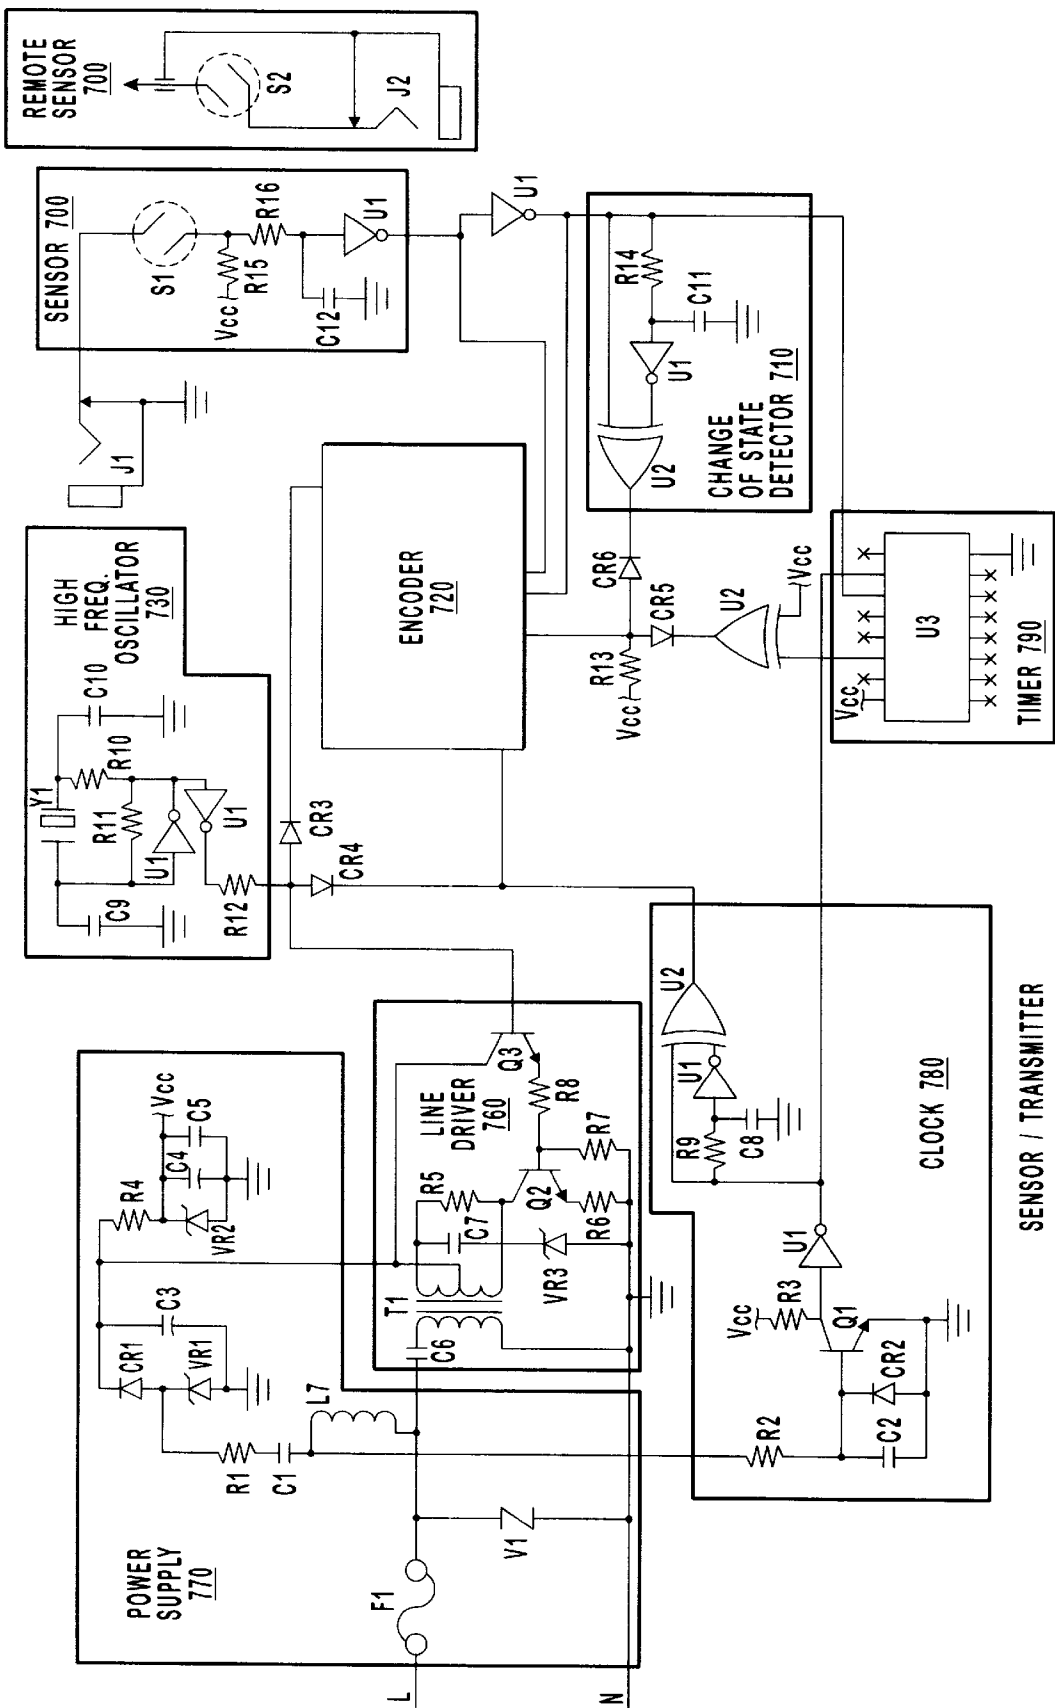 REMOTE
SENSOR
700
S2
J2
SENSOR 700
S1
Vcc
R15
R16
C12
U1
J1
U1
HIGH
FREQ.
OSCILLATOR
730
Y1
C10
R10
R11
U1
U1
C9
R12
ENCODER
720
CR3
CR4
R14
C11
U1
U2
CHANGE
OF STATE
DETECTOR 710
CR6
CR5
R13
Vcc
U2
Vcc
Vcc
U3
TIMER 790
POWER
SUPPLY
770
L
N
F1
V1
R1
C1
L7
CR1
VR1
C3
R4
VR2
C4
C5
Vcc
LINE
DRIVER
760
T1
C6
R5
C7
VR3
Q2
R6
R7
R8
Q3
R2
C2
CR2
Q1
Vcc
R3
U1
R9
C8
U1
U2
CLOCK 780
SENSOR / TRANSMITTER